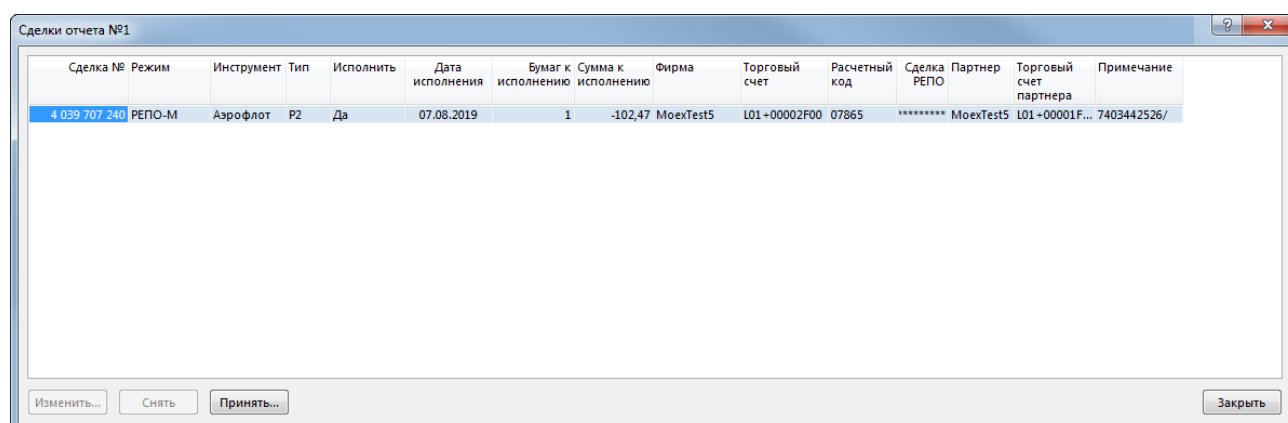 Сделки отчета №1
Сделка № Режим Инструмент Тип Исполнить Дата исполнения Бумаг к исполнению Сумма к исполнению Фирма Торговый счет Расчетный код Сделка РЕПО Партнер Торговый счет партнера Примечание
4 039 707 240 РЕПО-М Аэрофлот P2 Да 07.08.2019 1 -102,47 MoexTest5 L01+00002F00 07865 ********* MoexTest5 L01+00001F... 7403442526/
Изменить... Снять Принять... Закрыть